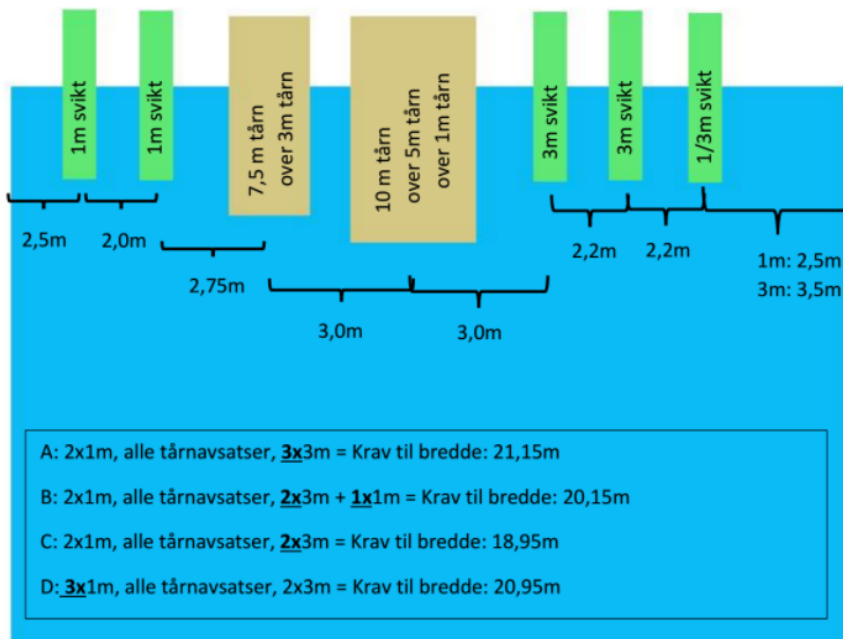 1m svikt
1m svikt
7,5 m tårn
over 3m tårn
10 m tårn
over 5m tårn
over 1m tårn
3m svikt
3m svikt
1/3m svikt
2,5m
2,0m
2,2m
2,2m
1m: 2,5m
3m: 3,5m
2,75m
3,0m
3,0m
A: 2x1m, alle tårnavsatser, 3x3m = Krav til bredde: 21,15m
B: 2x1m, alle tårnavsatser, 2x3m + 1x1m = Krav til bredde: 20,15m
C: 2x1m, alle tårnavsatser, 2x3m = Krav til bredde: 18,95m
D: 3x1m, alle tårnavsatser, 2x3m = Krav til bredde: 20,95m